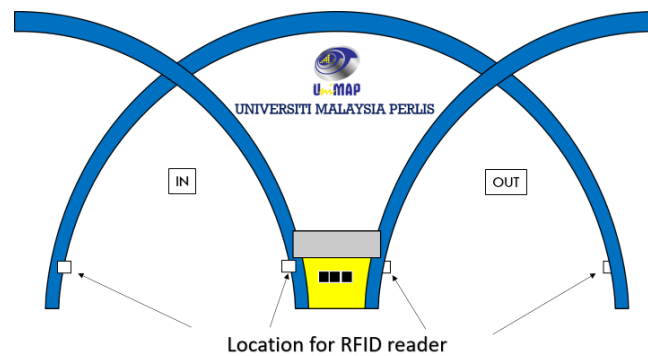 UniMAP
UNIVERSITI MALAYSIA PERLIS
IN
OUT
Location for RFID reader